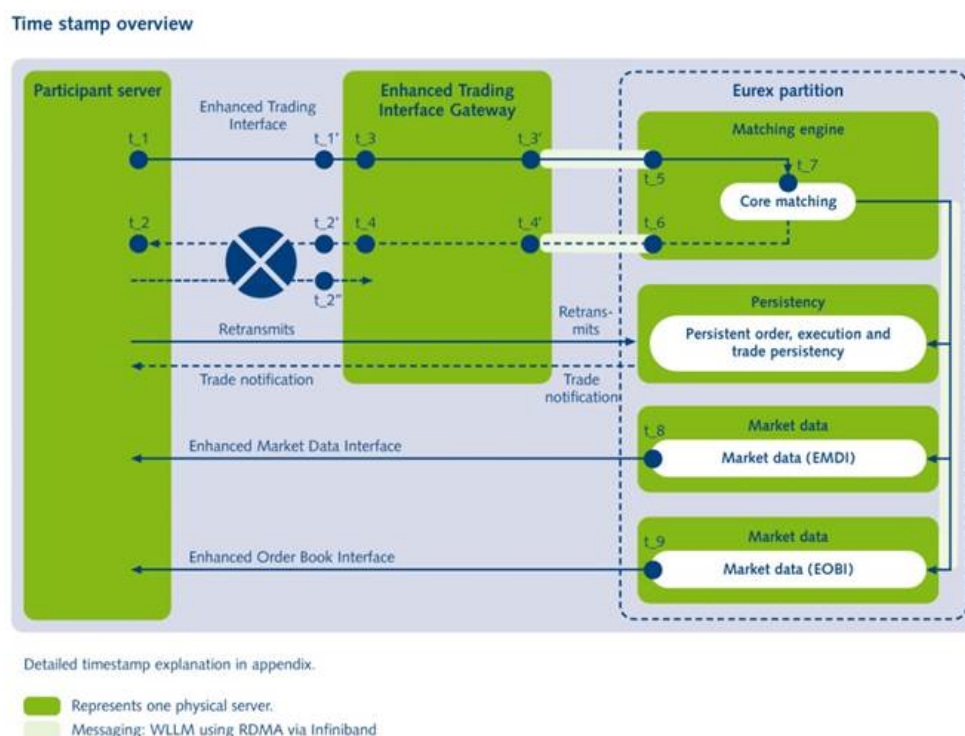 Time stamp overview
Participant server
Enhanced Trading
Interface
Enhanced Trading
Interface Gateway
Eurex partition
Matching engine
t_1
t_1'
t_3
t_3'
t_5
t_7
Core matching
t_2
t_2'
t_4
t_4'
t_6
t_2"
Retransmits
Retrans-
mits
Persistency
Persistent order, execution and
trade persistency
Trade notification
Trade
notification
Enhanced Market Data Interface
Market data
t_8
Market data (EMDI)
Enhanced Order Book Interface
Market data
t_9
Market data (EOBI)
Detailed timestamp explanation in appendix.
Represents one physical server.
Messaging: WLLM using RDMA via Infiniband